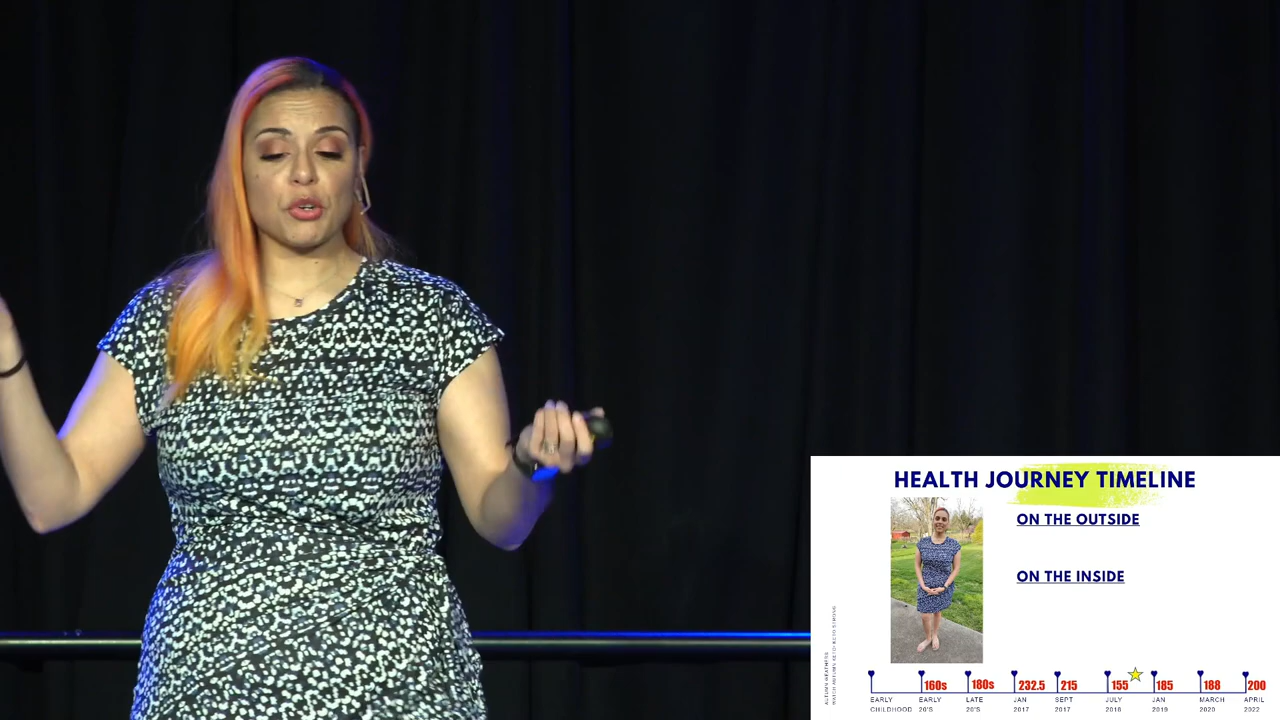 HEALTH JOURNEY TIMELINE
ON THE OUTSIDE
ON THE INSIDE
160s
180s
232.5
215
155
185
188
200
EARLY CHILDHOOD
EARLY 20'S
LATE 20'S
JAN 2017
SEPT 2017
JULY 2018
JAN 2019
MARCH 2020
APRIL 2022